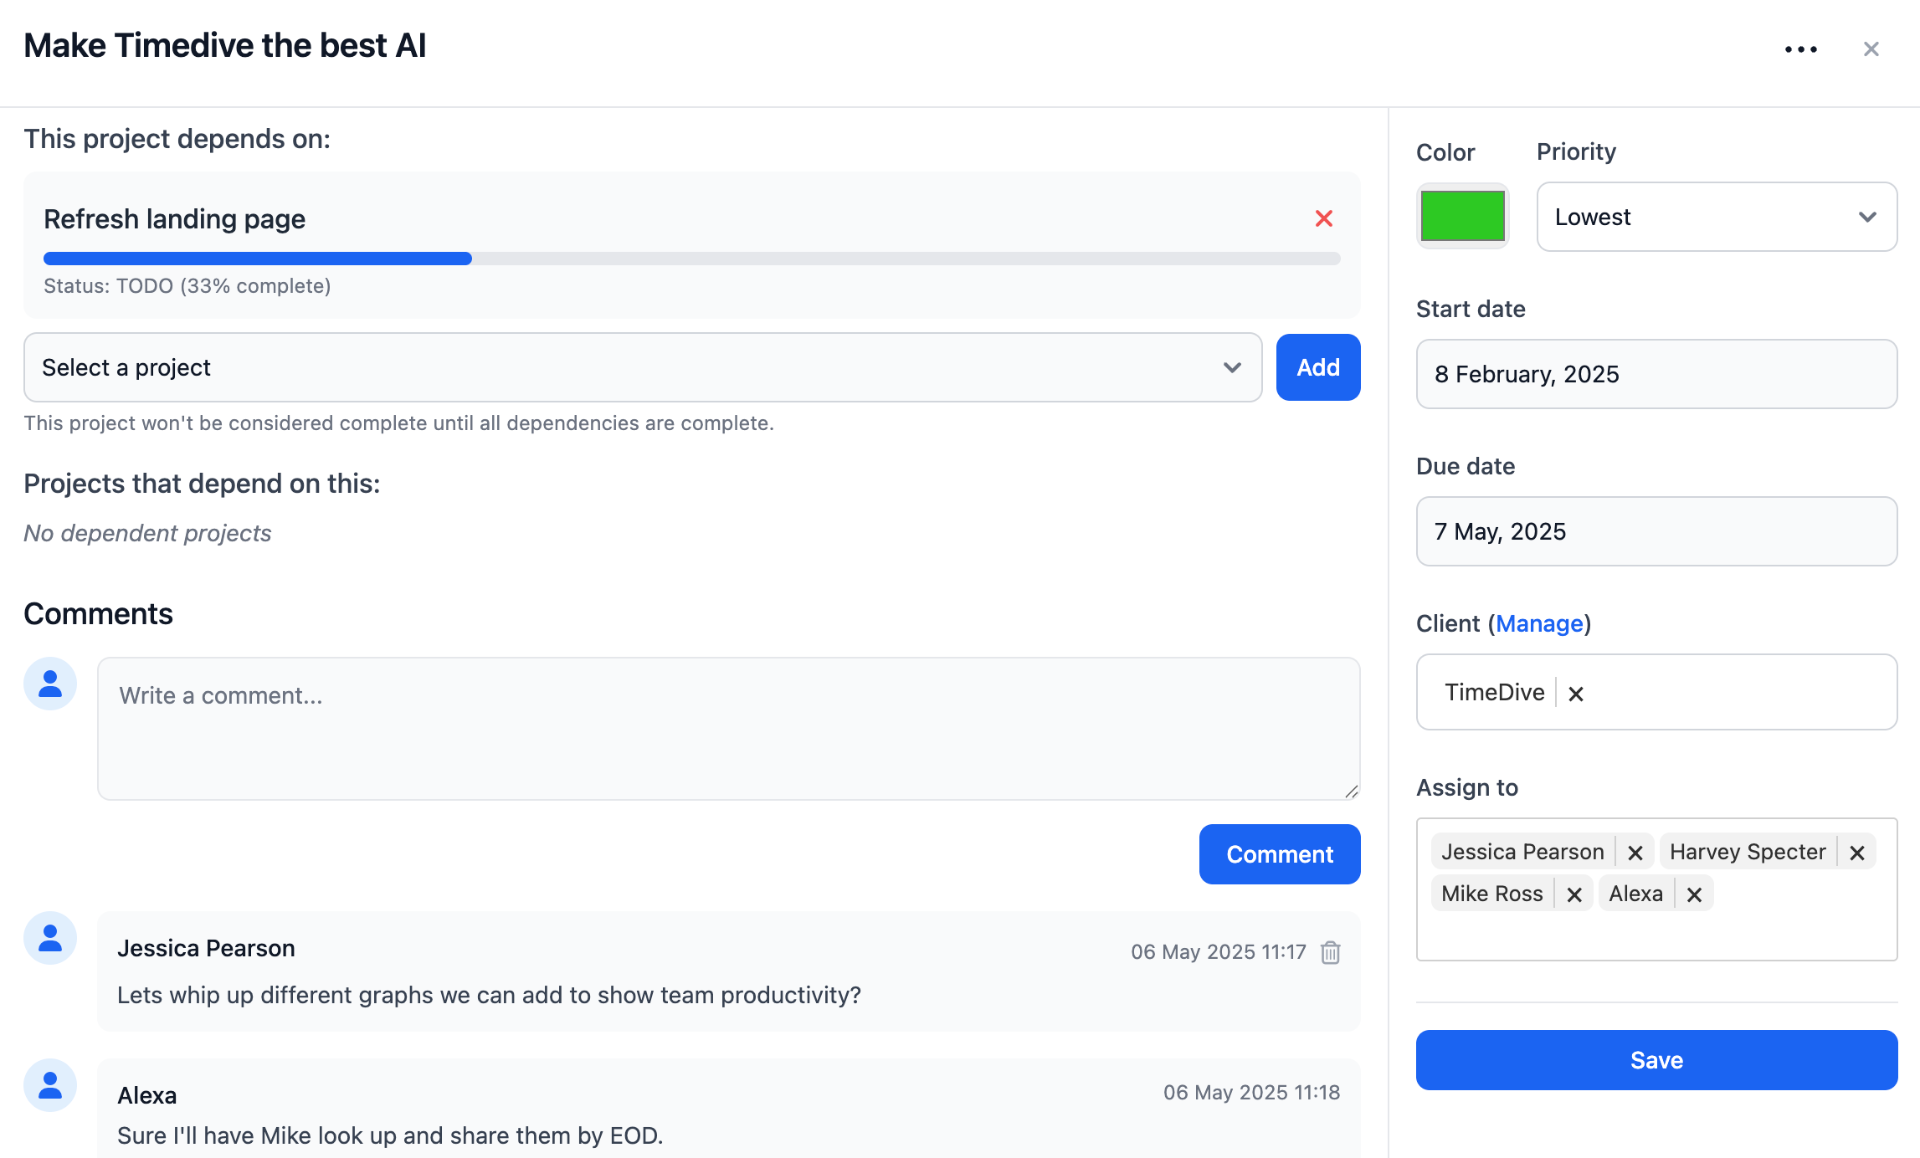 Make Timedive the best AI
This project depends on:
Refresh landing page
Status: TODO (33% complete)
Select a project
Add
This project won't be considered complete until all dependencies are complete.
Projects that depend on this:
No dependent projects
Comments
Write a comment...
Comment
Jessica Pearson
06 May 2025 11:17
Lets whip up different graphs we can add to show team productivity?
Alexa
06 May 2025 11:18
Sure I'll have Mike look up and share them by EOD.
Color
Priority
Lowest
Start date
8 February, 2025
Due date
7 May, 2025
Client (Manage)
TimeDive
Assign to
Jessica Pearson
Harvey Specter
Mike Ross
Alexa
Save